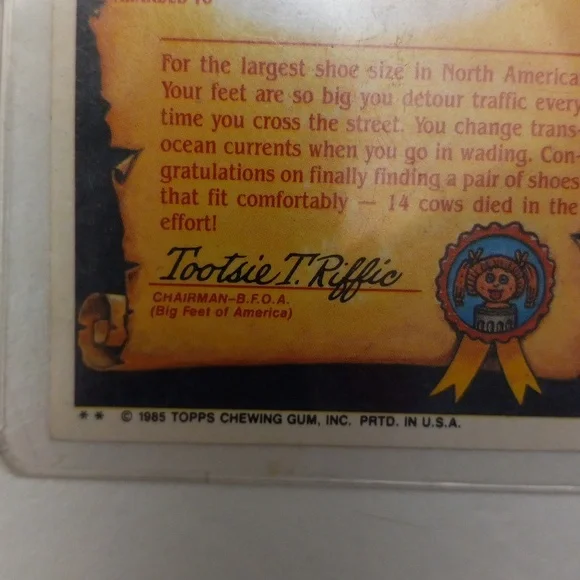 TO
For the largest shoe size in North America
Your feet are so big you detour traffic every
time you cross the street. You change trans-
ocean currents when you go in wading. Con-
gratulations on finally finding a pair of shoes
that fit comfortably — 14 cows died in the
effort!
Tootsie T. Riffic
CHAIRMAN–B.F.O.A.
(Big Feet of America)
** © 1985 TOPPS CHEWING GUM, INC. PRTD. IN U.S.A.